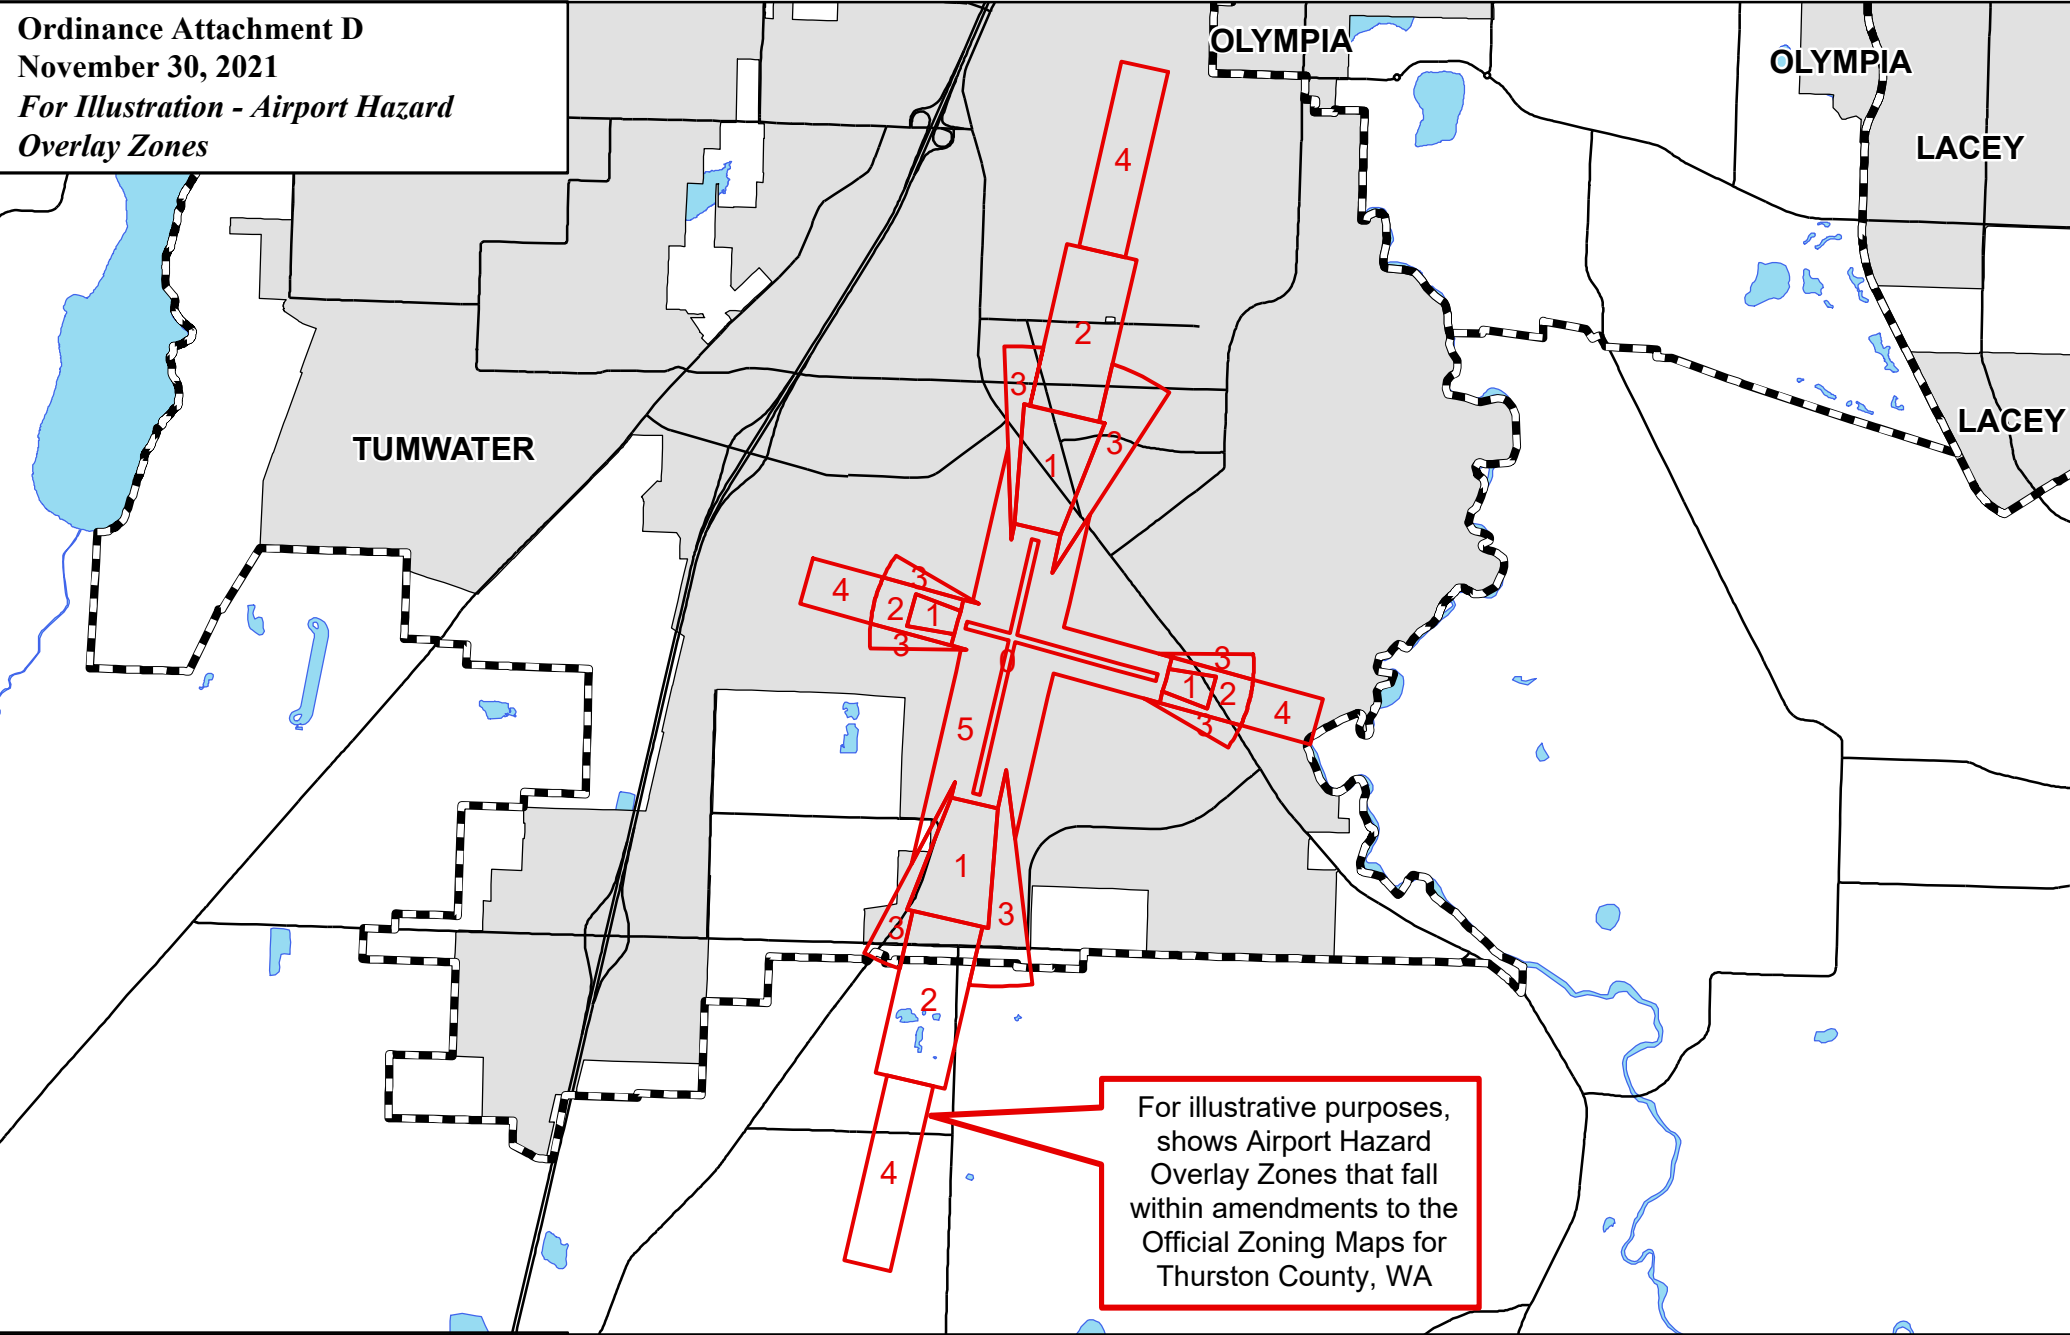 Ordinance Attachment D
November 30, 2021
For Illustration - Airport Hazard
Overlay Zones
OLYMPIA
OLYMPIA
LACEY
4
2
3
LACEY
TUMWATER
3
1
3
4
2
1
3
0
3
1
2
4
3
5
1
3
3
2
For illustrative purposes,
shows Airport Hazard
Overlay Zones that fall
within amendments to the
Official Zoning Maps for
Thurston County, WA
4